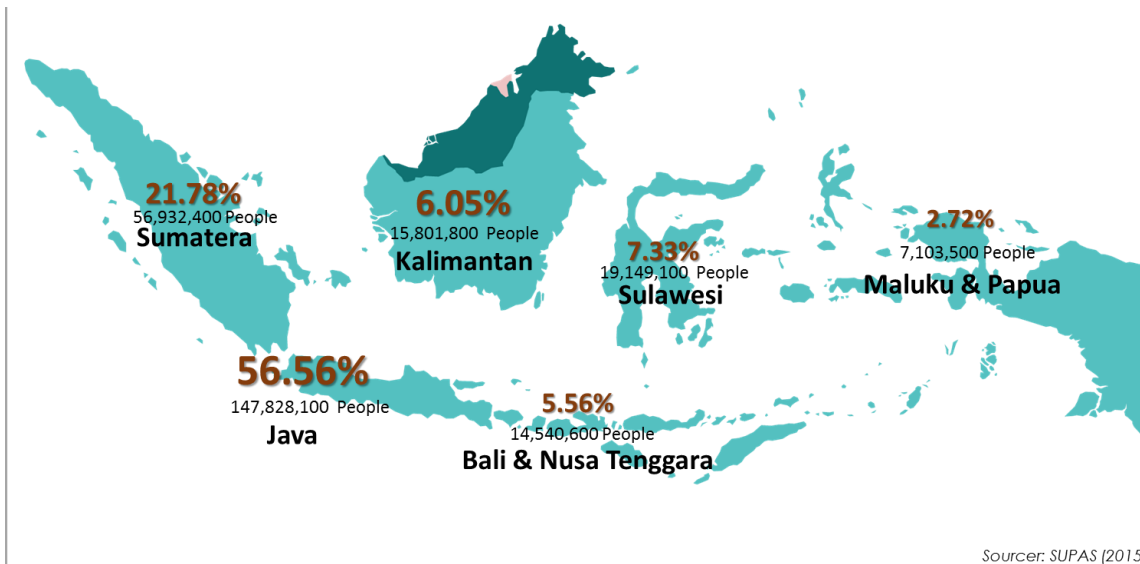 21.78%
56,932,400 People
Sumatera
6.05%
15,801,800 People
Kalimantan
7.33%
19,149,100 People
Sulawesi
2.72%
7,103,500 People
Maluku & Papua
56.56%
147,828,100 People
Java
5.56%
14,540,600 People
Bali & Nusa Tenggara
Sourcer: SUPAS (2015